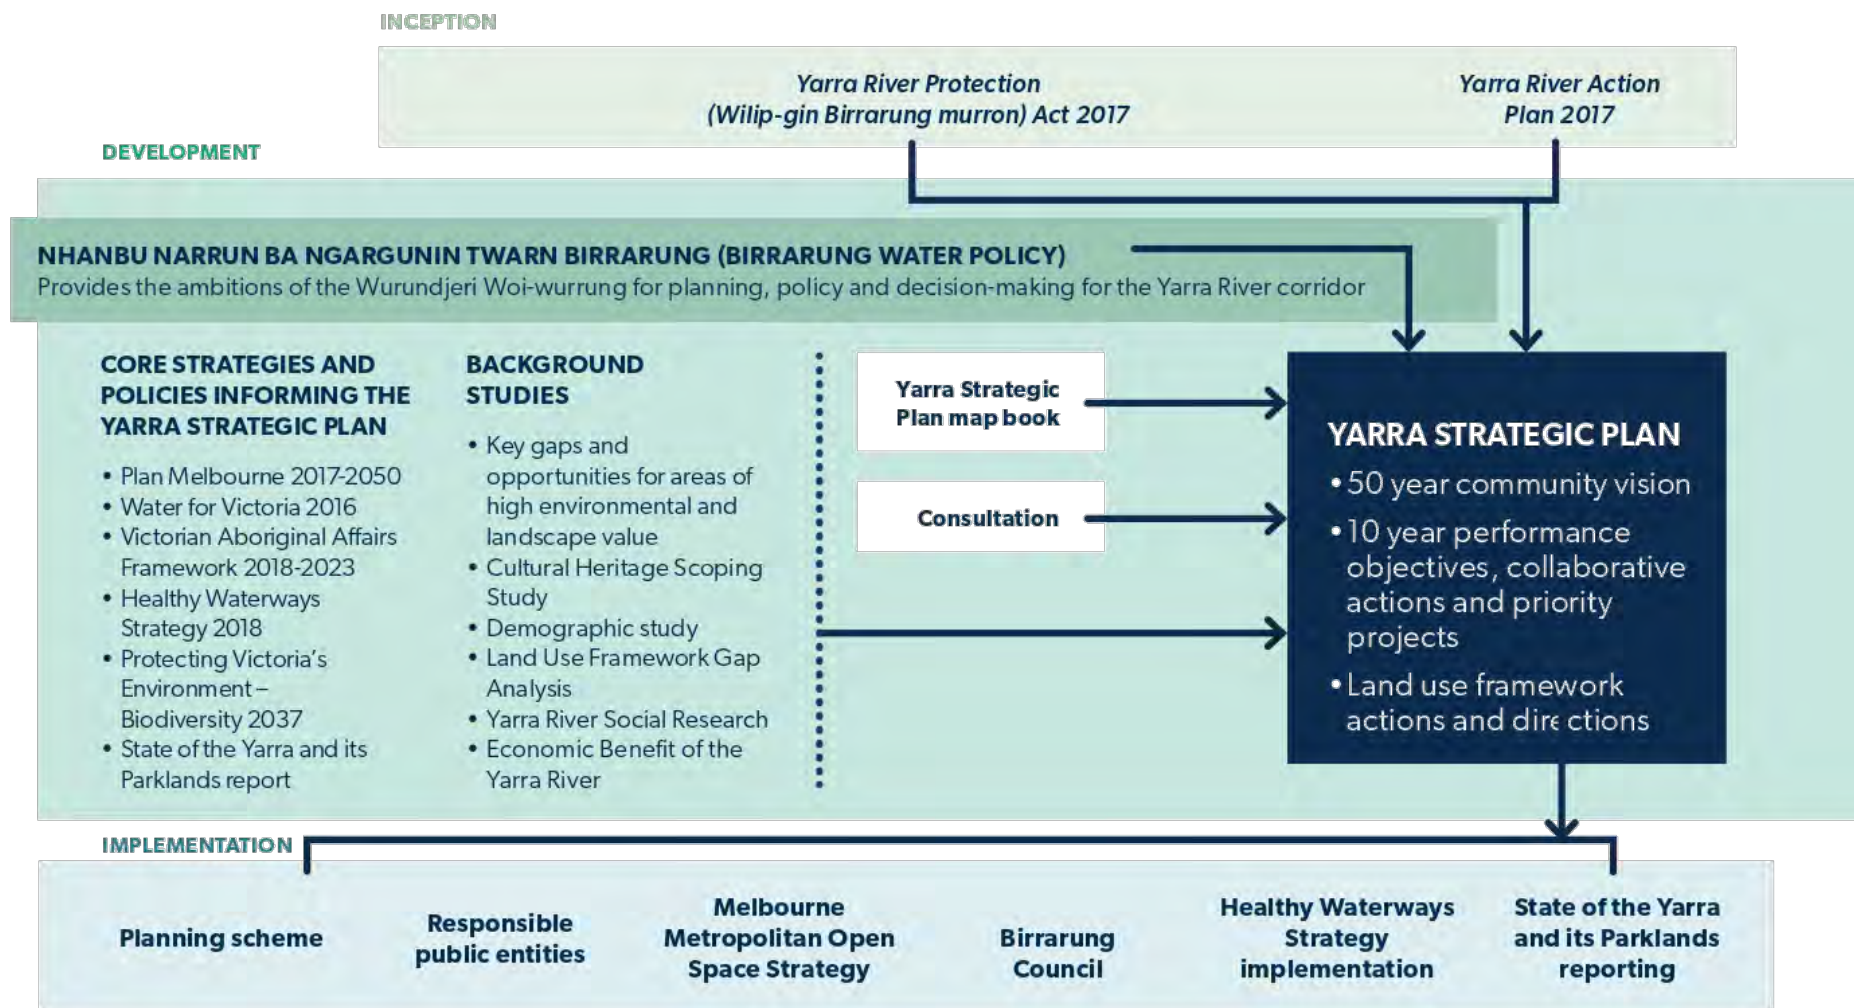 INCEPTION
Yarra River Protection
(Wilip-gin Birrarung murron) Act 2017
Yarra River Action
Plan 2017
DEVELOPMENT
NHANBU NARRUN BA NGARGUNIN TWARN BIRRARUNG (BIRRARUNG WATER POLICY)
Provides the ambitions of the Wurundjeri Woi-wurrung for planning, policy and decision-making for the Yarra River corridor
CORE STRATEGIES AND
POLICIES INFORMING THE
YARRA STRATEGIC PLAN
• Plan Melbourne 2017-2050
• Water for Victoria 2016
• Victorian Aboriginal Affairs
Framework 2018-2023
• Healthy Waterways
Strategy 2018
• Protecting Victoria's
Environment –
Biodiversity 2037
• State of the Yarra and its
Parklands report
BACKGROUND
STUDIES
• Key gaps and
opportunities for areas of
high environmental and
landscape value
• Cultural Heritage Scoping
Study
• Demographic study
• Land Use Framework Gap
Analysis
• Yarra River Social Research
• Economic Benefit of the
Yarra River
Yarra Strategic
Plan map book
Consultation
YARRA STRATEGIC PLAN
• 50 year community vision
• 10 year performance
objectives, collaborative
actions and priority
projects
• Land use framework
actions and directions
IMPLEMENTATION
Planning scheme
Responsible
public entities
Melbourne
Metropolitan Open
Space Strategy
Birrarung
Council
Healthy Waterways
Strategy
implementation
State of the Yarra
and its Parklands
reporting